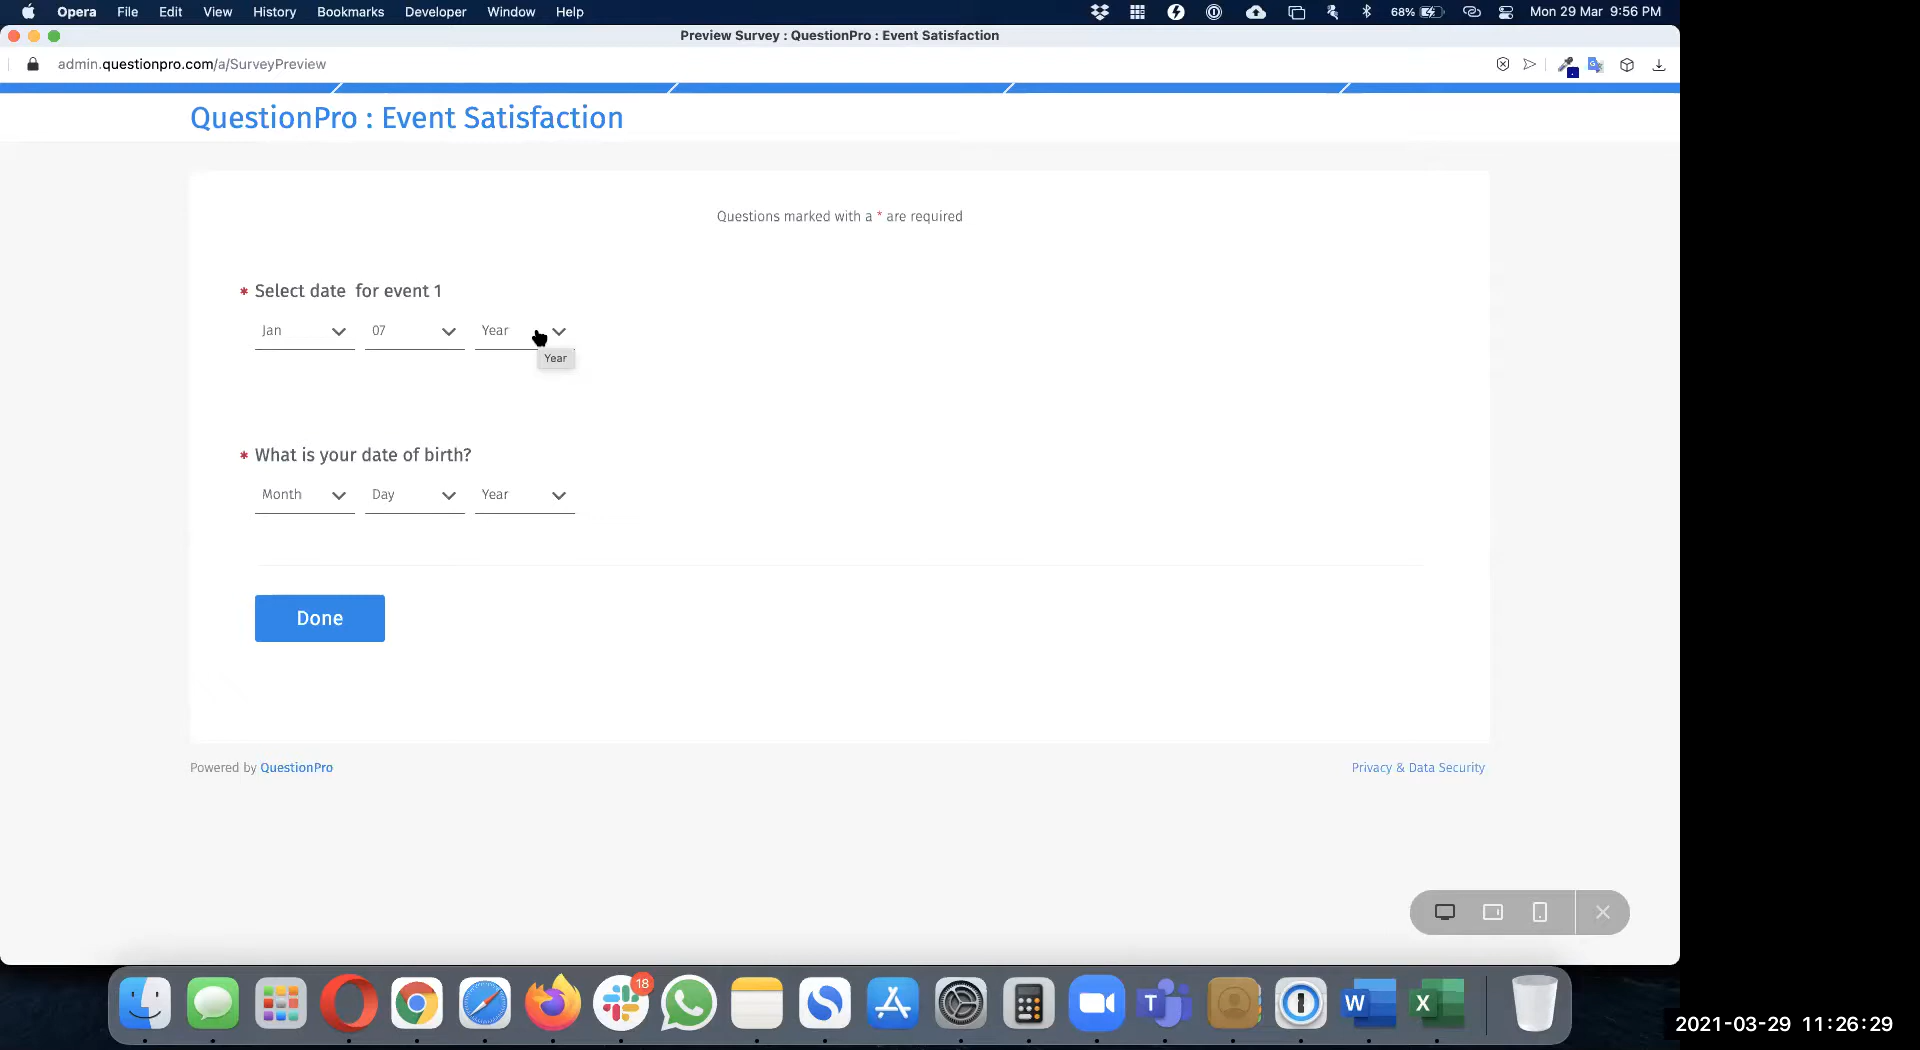 Opera File Edit View History Bookmarks Developer Window Help 68% Mon 29 Mar 9:56 PM
Preview Survey : QuestionPro : Event Satisfaction
admin.questionpro.com/a/SurveyPreview
QuestionPro : Event Satisfaction
Questions marked with a * are required
* Select date for event 1
Jan 07 Year
Year
* What is your date of birth?
Month Day Year
Done
Powered by QuestionPro
Privacy & Data Security
18
T
W
X
2021-03-29 11:26:29